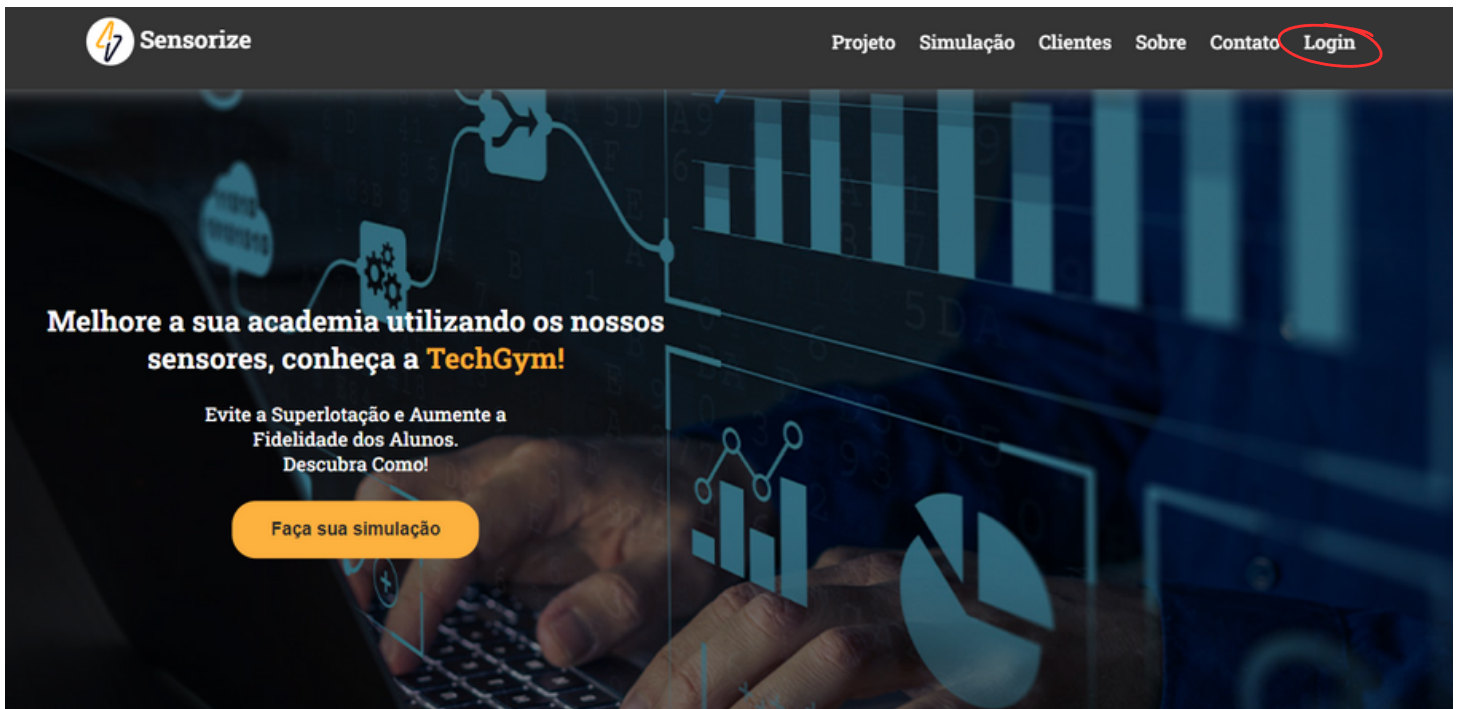 Sensorize
Projeto Simulação Clientes Sobre Contato Login
Melhore a sua academia utilizando os nossos
sensores, conheça a TechGym!
Evite a Superlotação e Aumente a
Fidelidade dos Alunos.
Descubra Como!
Faça sua simulação